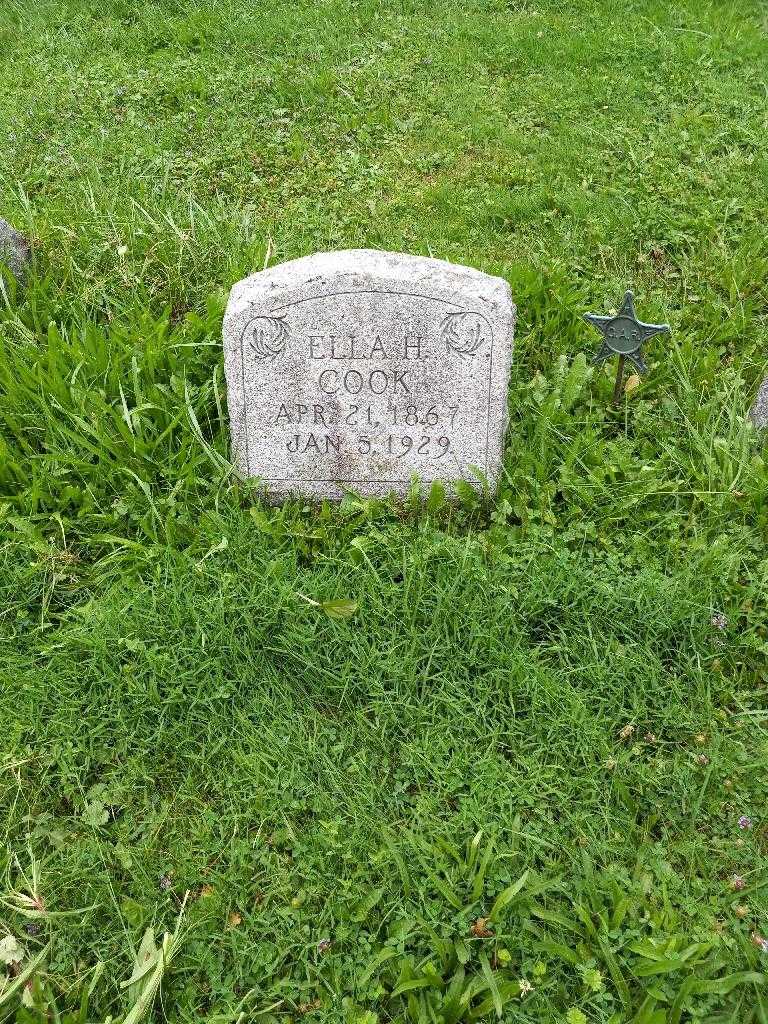 ELLA H.
COOK
APR. 21, 1867
JAN. 5, 1929.
G.A.R.